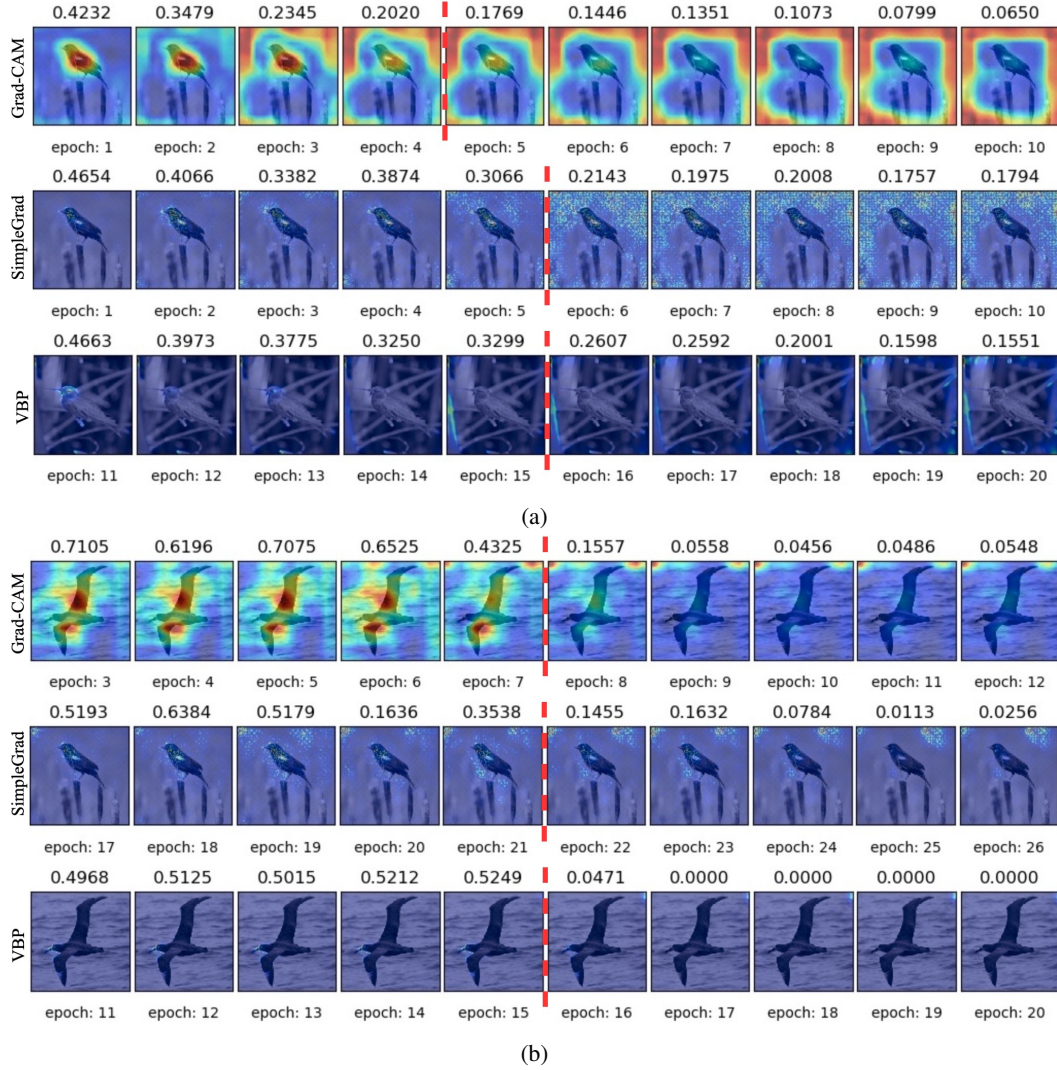 0.4232 0.3479 0.2345 0.2020 0.1769 0.1446 0.1351 0.1073 0.0799 0.0650
Grad-CAM
epoch: 1 epoch: 2 epoch: 3 epoch: 4 epoch: 5 epoch: 6 epoch: 7 epoch: 8 epoch: 9 epoch: 10
0.4654 0.4066 0.3382 0.3874 0.3066 0.2143 0.1975 0.2008 0.1757 0.1794
SimpleGrad
epoch: 1 epoch: 2 epoch: 3 epoch: 4 epoch: 5 epoch: 6 epoch: 7 epoch: 8 epoch: 9 epoch: 10
0.4663 0.3973 0.3775 0.3250 0.3299 0.2607 0.2592 0.2001 0.1598 0.1551
VBP
epoch: 11 epoch: 12 epoch: 13 epoch: 14 epoch: 15 epoch: 16 epoch: 17 epoch: 18 epoch: 19 epoch: 20
(a)
0.7105 0.6196 0.7075 0.6525 0.4325 0.1557 0.0558 0.0456 0.0486 0.0548
Grad-CAM
epoch: 3 epoch: 4 epoch: 5 epoch: 6 epoch: 7 epoch: 8 epoch: 9 epoch: 10 epoch: 11 epoch: 12
0.5193 0.6384 0.5179 0.1636 0.3538 0.1455 0.1632 0.0784 0.0113 0.0256
SimpleGrad
epoch: 17 epoch: 18 epoch: 19 epoch: 20 epoch: 21 epoch: 22 epoch: 23 epoch: 24 epoch: 25 epoch: 26
0.4968 0.5125 0.5015 0.5212 0.5249 0.0471 0.0000 0.0000 0.0000 0.0000
VBP
epoch: 11 epoch: 12 epoch: 13 epoch: 14 epoch: 15 epoch: 16 epoch: 17 epoch: 18 epoch: 19 epoch: 20
(b)